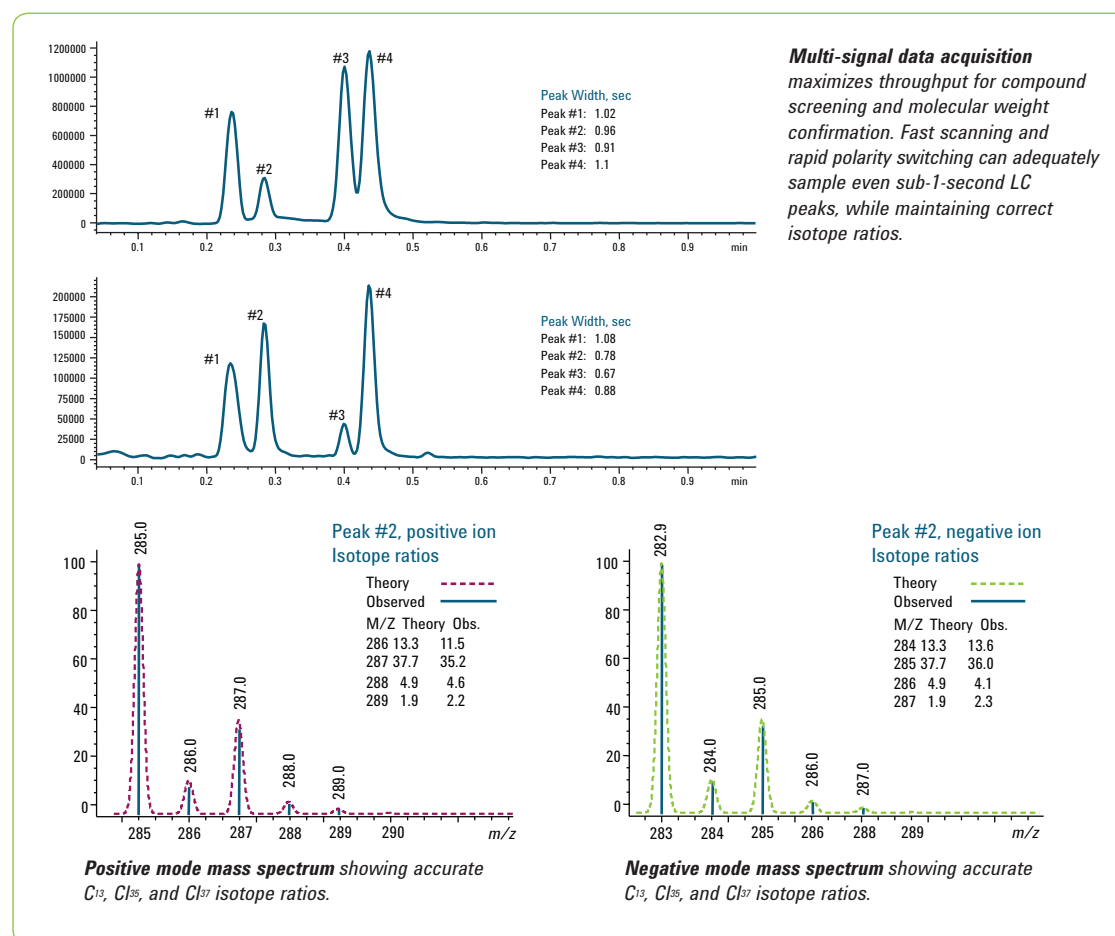 1200000
1000000
800000
600000
400000
200000
0
#1
#2
#3
#4
0.1 0.2 0.3 0.4 0.5 0.6 0.7 0.8 0.9 min
Peak Width, sec
Peak #1: 1.02
Peak #2: 0.96
Peak #3: 0.91
Peak #4: 1.1
Multi-signal data acquisition
maximizes throughput for compound
screening and molecular weight
confirmation. Fast scanning and
rapid polarity switching can adequately
sample even sub-1-second LC
peaks, while maintaining correct
isotope ratios.
200000
175000
150000
125000
100000
75000
50000
25000
0
#1
#2
#3
#4
0.1 0.2 0.3 0.4 0.5 0.6 0.7 0.8 0.9 min
Peak Width, sec
Peak #1: 1.08
Peak #2: 0.78
Peak #3: 0.67
Peak #4: 0.88
Peak #2, positive ion
Isotope ratios
Theory
Observed
M/Z Theory Obs.
286 13.3 11.5
287 37.7 35.2
288 4.9 4.6
289 1.9 2.2
100
80
60
40
20
0
285.0
286.0
287.0
288.0
289.0
285 286 287 288 289 290 m/z
Positive mode mass spectrum showing accurate
C13, Cl35, and Cl37 isotope ratios.
Peak #2, negative ion
Isotope ratios
Theory
Observed
M/Z Theory Obs.
284 13.3 13.6
285 37.7 36.0
286 4.9 4.1
287 1.9 2.3
100
80
60
40
20
0
282.9
284.0
285.0
286.0
287.0
283 284 285 286 288 289 m/z
Negative mode mass spectrum showing accurate
C13, Cl35, and Cl37 isotope ratios.